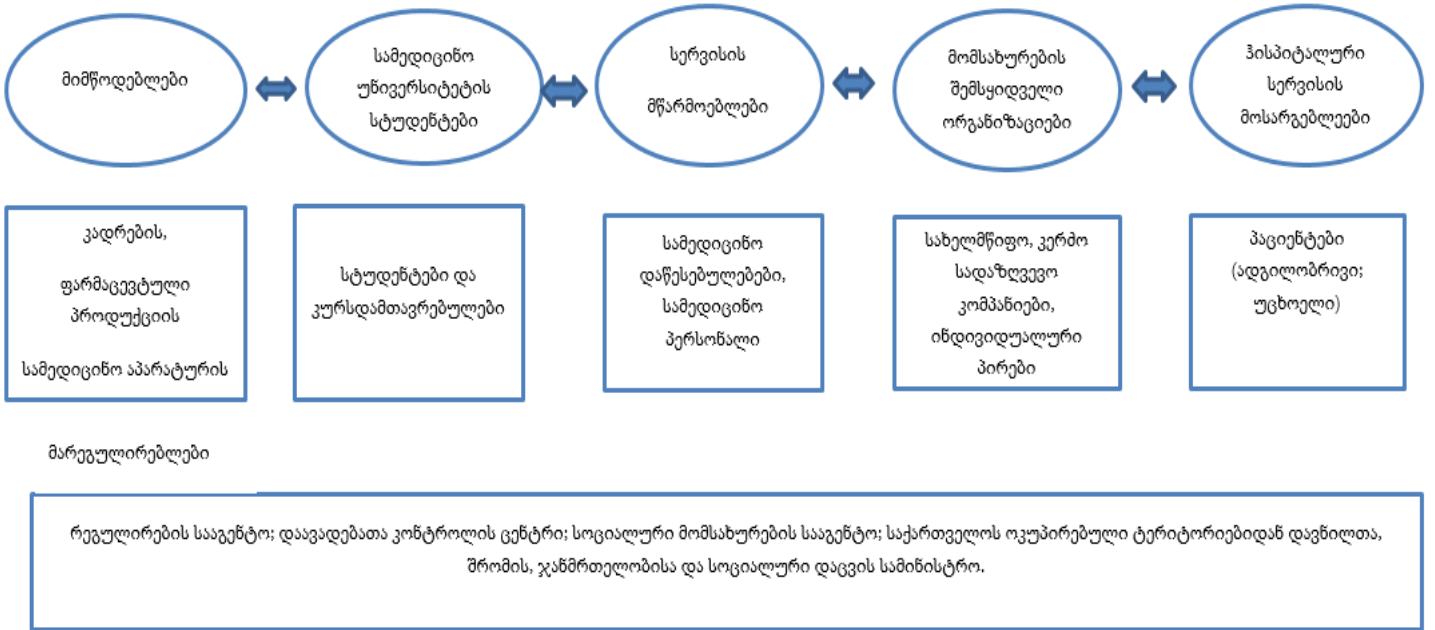 მიმწოდებლები
სამედიცინო
უნივერსიტეტის
სტუდენტები
სერვისის
მწარმოებლები
მომსახურების
შემსყიდველი
ორგანიზაციები
ჰისპიტალური
სერვისის
მოსარგებლეები
კადრების,
ფარმაცევტული
პროდუქციის
სამედიცინო აპარატურის
სტუდენტები და
კურსდამთავრებულები
სამედიცინო
დაწესებულებები,
სამედიცინო
პერსონალი
სახელმწიფო, კერძო
სადაზღვევო
კომპანიები,
ინდივიდუალური
პირები
პაციენტები
(ადგილობრივი;
უცხოელი)
მარეგულირებლები
რეგულირების სააგენტო; დაავადებათა კონტროლის ცენტრი; სოციალური მომსახურების სააგენტო; საქართველოს ოკუპირებული ტერიტორიებიდან დავნილთა,
შრომის, ჯანმრთელობისა და სოციალური დაცვის სამინისტრო.